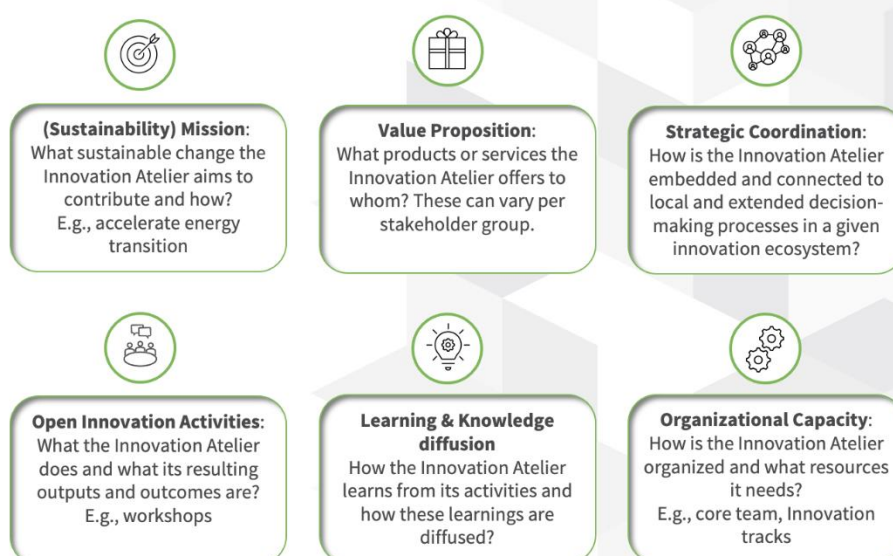 (Sustainability) Mission:
What sustainable change the
Innovation Atelier aims to
contribute and how?
E.g., accelerate energy
transition
Value Proposition:
What products or services the
Innovation Atelier offers to
whom? These can vary per
stakeholder group.
Strategic Coordination:
How is the Innovation Atelier
embedded and connected to
local and extended decision-
making processes in a given
innovation ecosystem?
Open Innovation Activities:
What the Innovation Atelier
does and what its resulting
outputs and outcomes are?
E.g., workshops
Learning & Knowledge
diffusion
How the Innovation Atelier
learns from its activities and
how these learnings are
diffused?
Organizational Capacity:
How is the Innovation Atelier
organized and what resources
it needs?
E.g., core team, Innovation
tracks